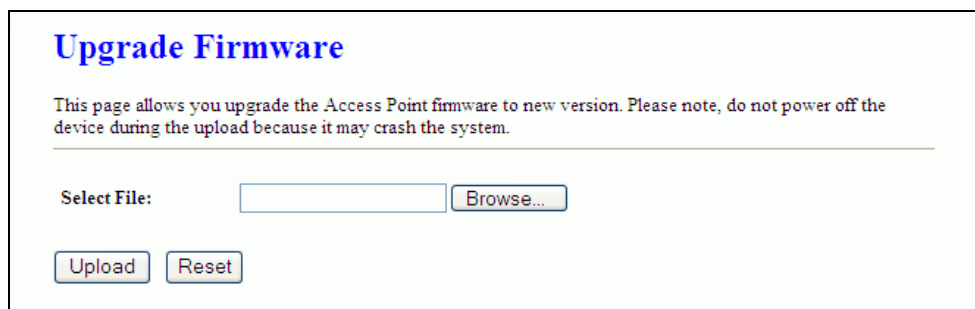 Upgrade Firmware
This page allows you upgrade the Access Point firmware to new version. Please note, do not power off the
device during the upload because it may crash the system.
Select File: Browse...
Upload Reset